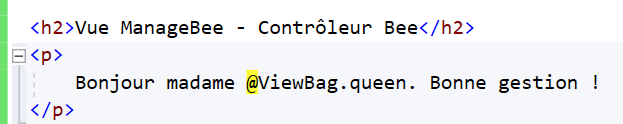 <h2>Vue ManageBee - Contrôleur Bee</h2>
<p>
Bonjour madame @ViewBag.queen. Bonne gestion !
</p>